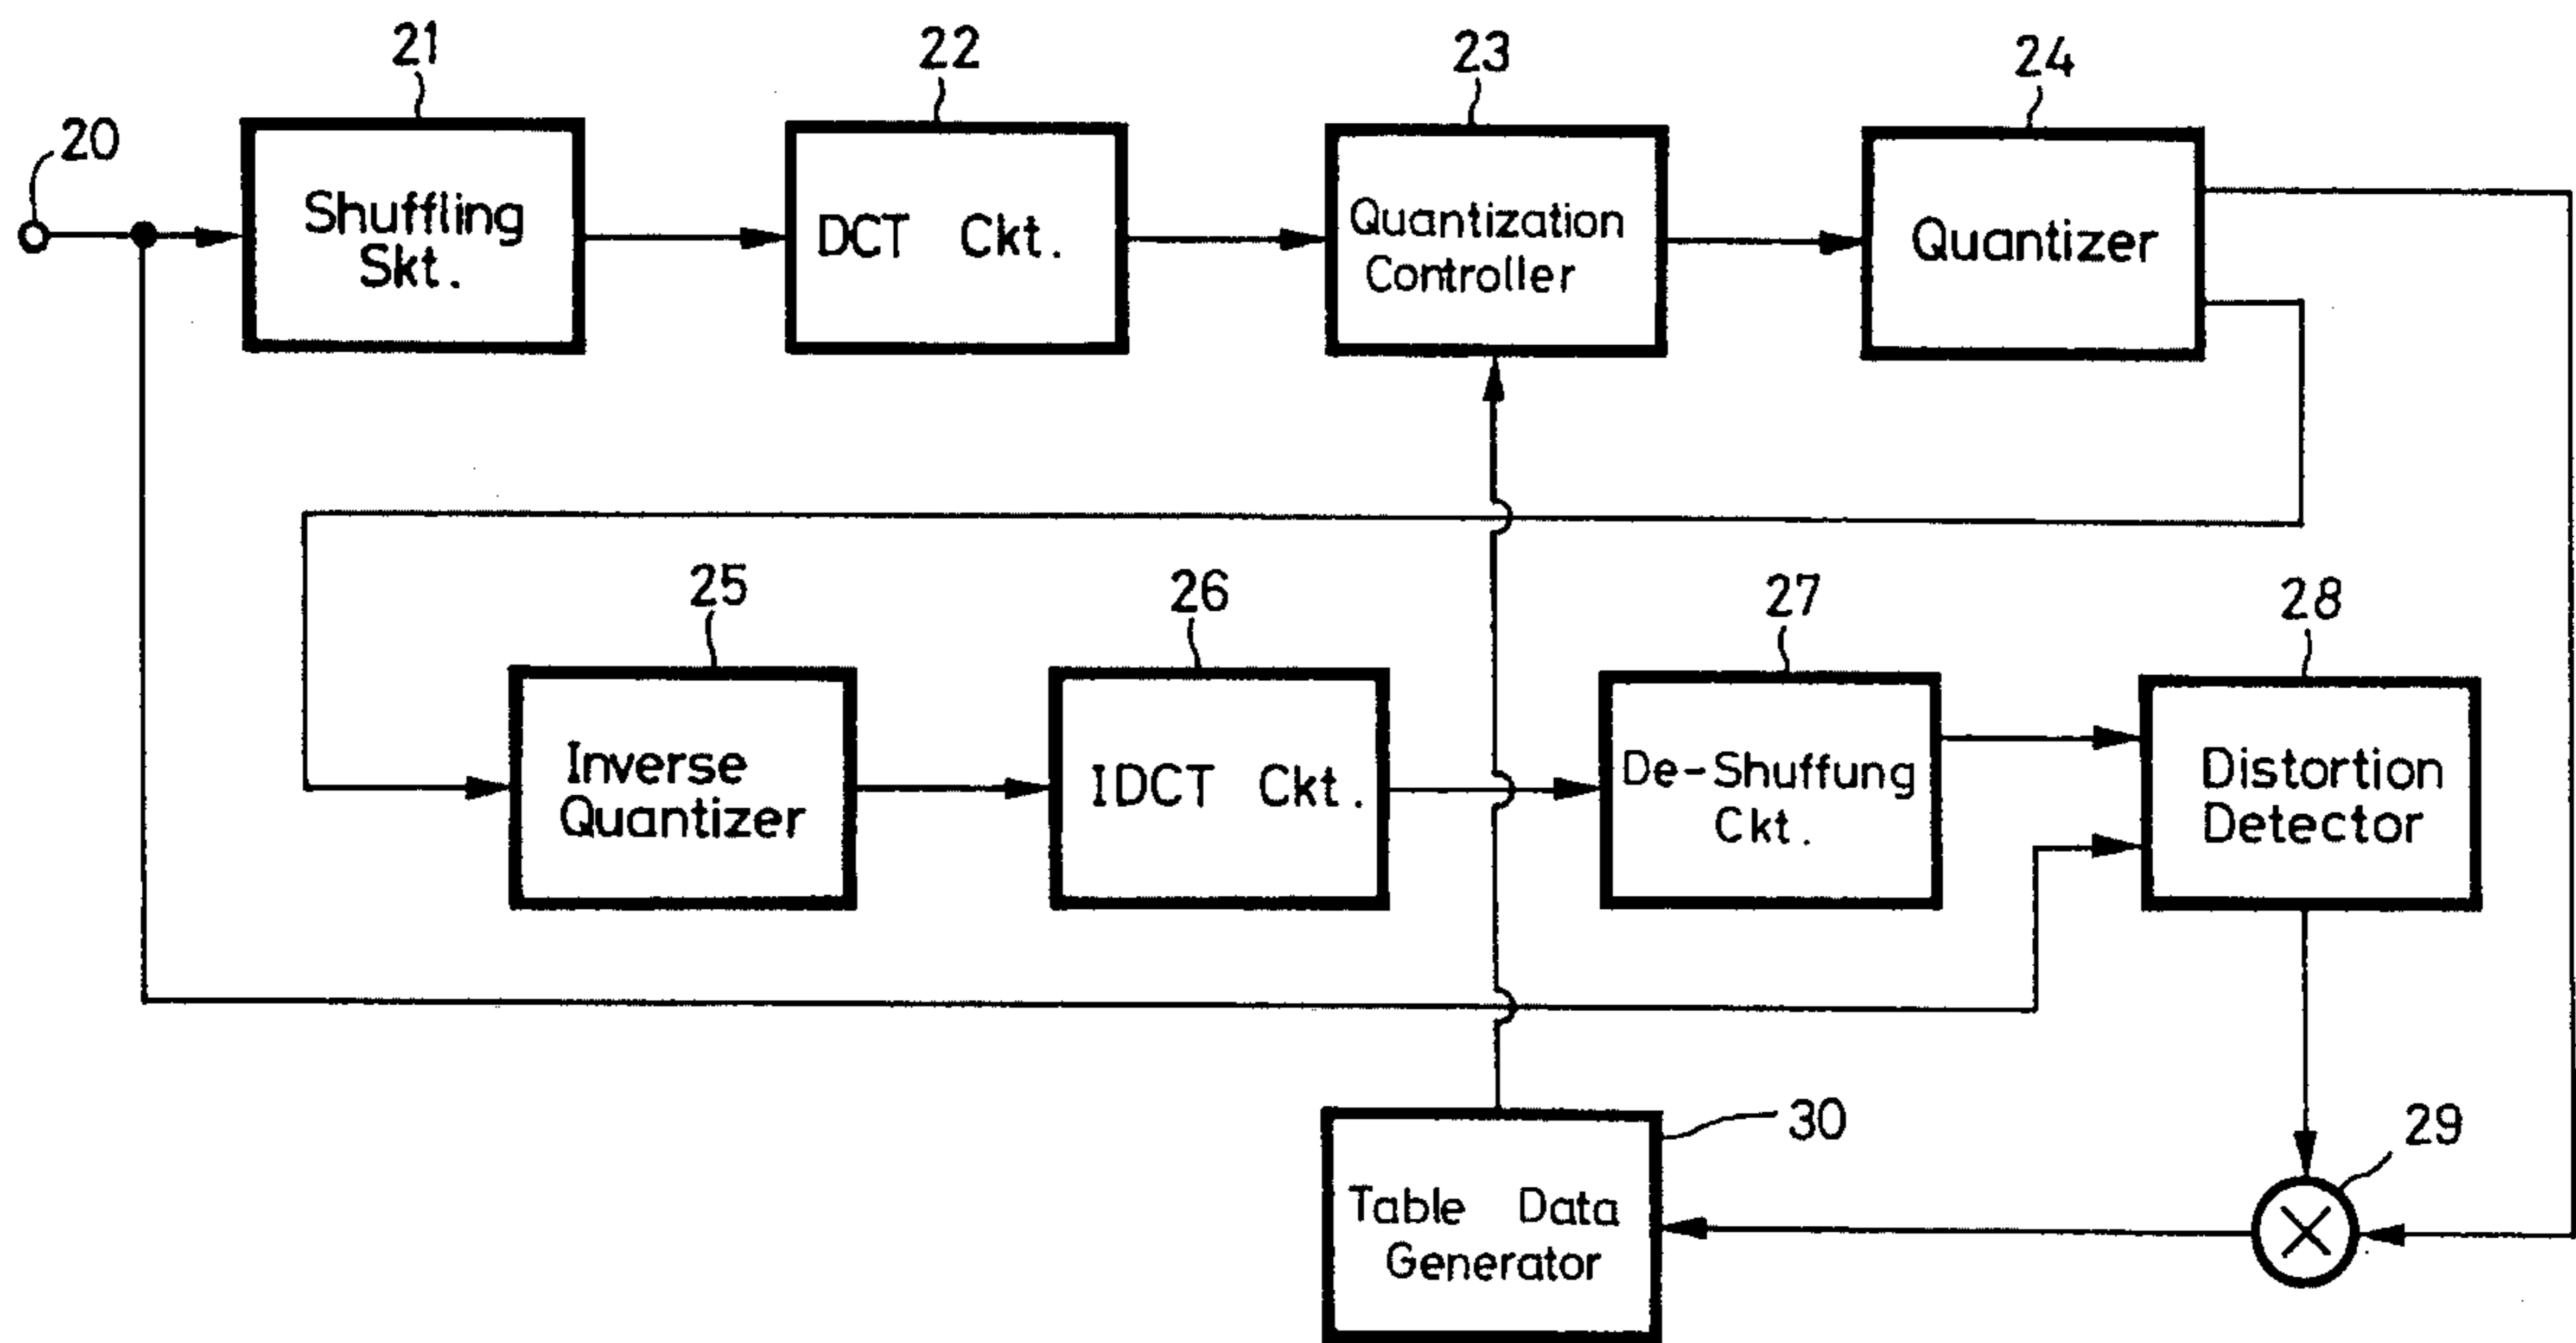 20
21
Shuffling
Skt.
22
DCT Ckt.
23
Quantization
Controller
24
Quantizer
25
Inverse
Quantizer
26
IDCT Ckt.
27
De-Shuffung
Ckt.
28
Distortion
Detector
29
30
Table Data
Generator